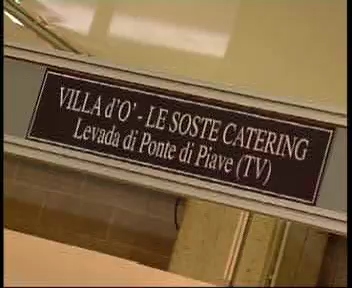 VILLA d'O' - LE SOSTE CATERING
Levada di Ponte di Piave (TV)